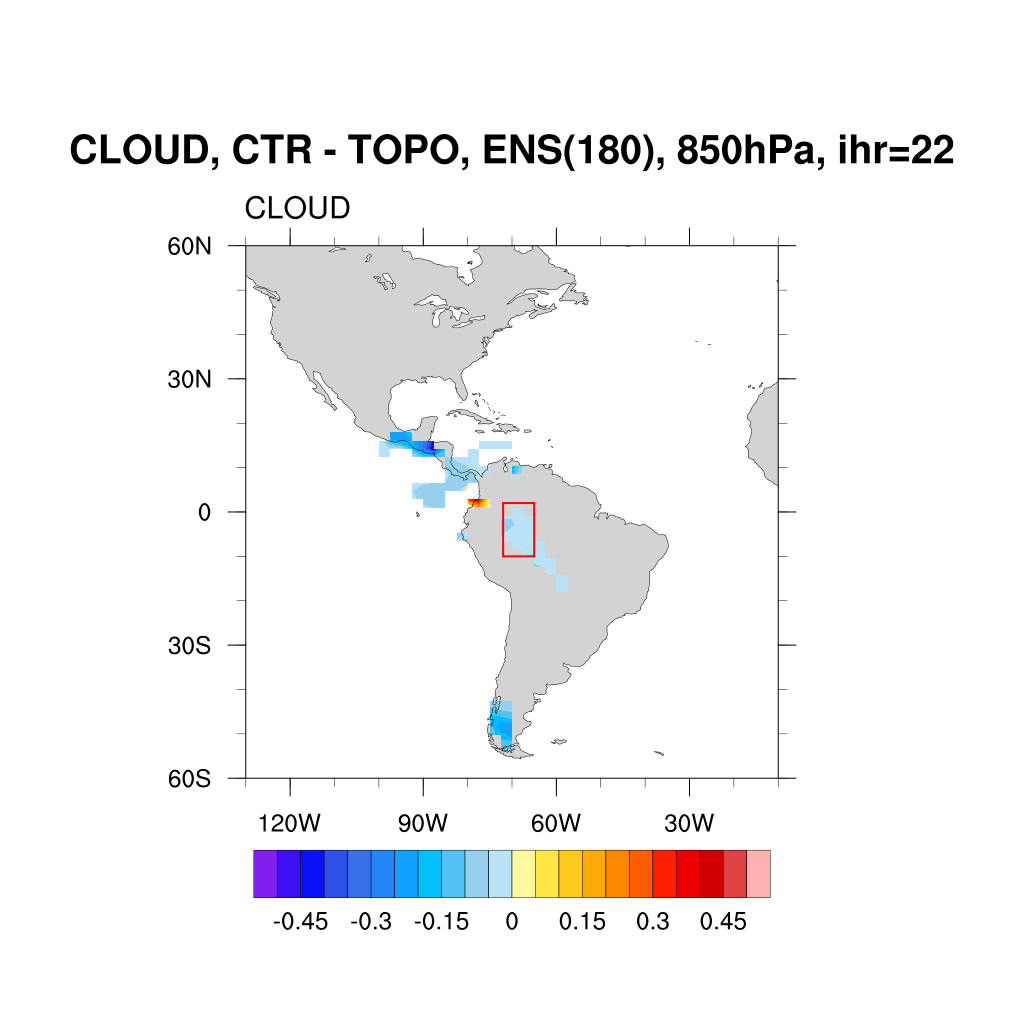 CLOUD, CTR - TOPO, ENS(180), 850hPa, ihr=22
CLOUD
60N
30N
0
30S
60S
120W 90W 60W 30W
-0.45 -0.3 -0.15 0 0.15 0.3 0.45